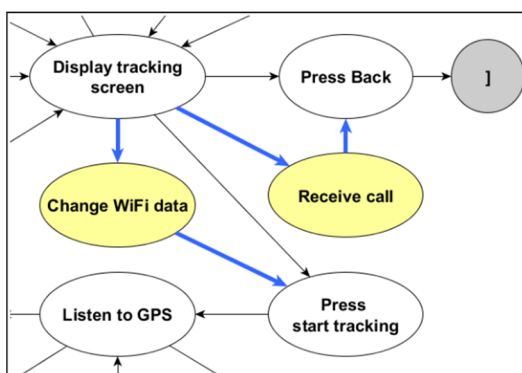 Display tracking
screen
Press Back
]
Change WiFi data
Receive call
Listen to GPS
Press
start tracking